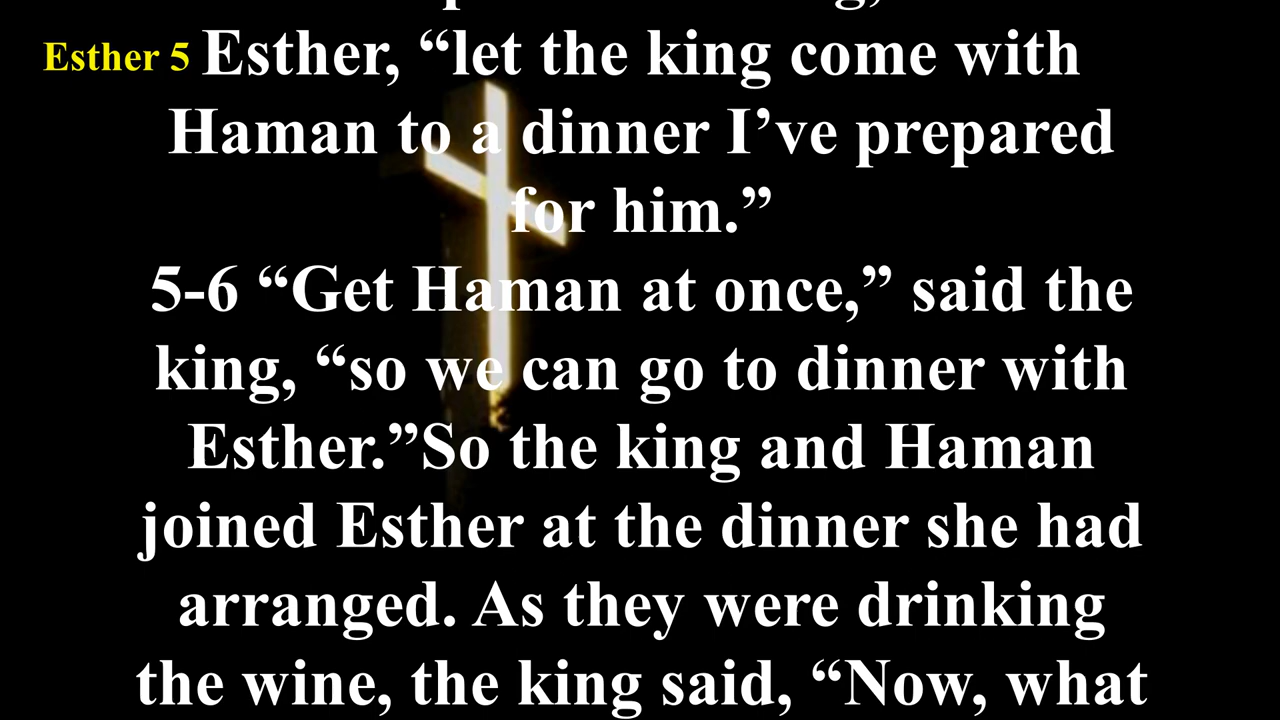 Esther 5
Esther, “let the king come with
Haman to a dinner I’ve prepared
for him.”
5-6 “Get Haman at once,” said the
king, “so we can go to dinner with
Esther.”So the king and Haman
joined Esther at the dinner she had
arranged. As they were drinking
the wine, the king said, “Now, what